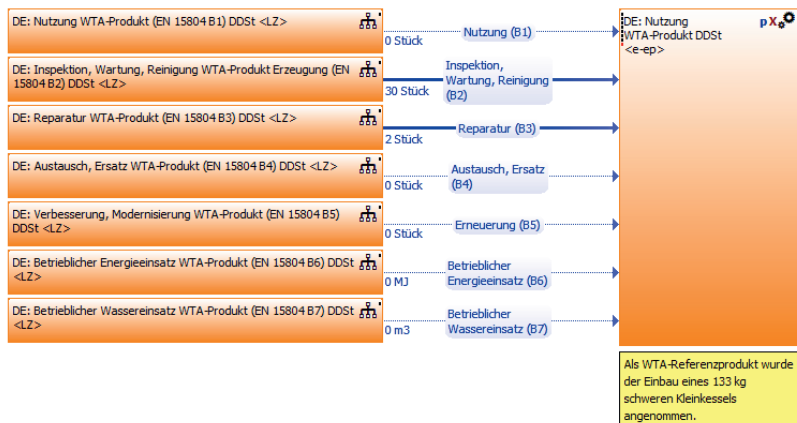 DE: Nutzung WTA-Produkt (EN 15804 B1) DDSt <LZ>
0 Stück
Nutzung (B1)
DE: Inspektion, Wartung, Reinigung WTA-Produkt Erzeugung (EN
15804 B2) DDSt <LZ>
30 Stück
Inspektion,
Wartung, Reinigung
(B2)
DE: Reparatur WTA-Produkt (EN 15804 B3) DDSt <LZ>
2 Stück
Reparatur (B3)
DE: Austausch, Ersatz WTA-Produkt (EN 15804 B4) DDSt <LZ>
0 Stück
Austausch, Ersatz
(B4)
DE: Verbesserung, Modernisierung WTA-Produkt (EN 15804 B5)
DDSt <LZ>
0 Stück
Erneuerung (B5)
DE: Betrieblicher Energieeinsatz WTA-Produkt (EN 15804 B6) DDSt
<LZ>
0 MJ
Betrieblicher
Energieeinsatz (B6)
DE: Betrieblicher Wassereinsatz WTA-Produkt (EN 15804 B7) DDSt
<LZ>
0 m3
Betrieblicher
Wassereinsatz (B7)
DE: Nutzung
WTA-Produkt DDSt
<e-ep>
pX
Als WTA-Referenzprodukt wurde
der Einbau eines 133 kg
schweren Kleinkessels
angenommen.